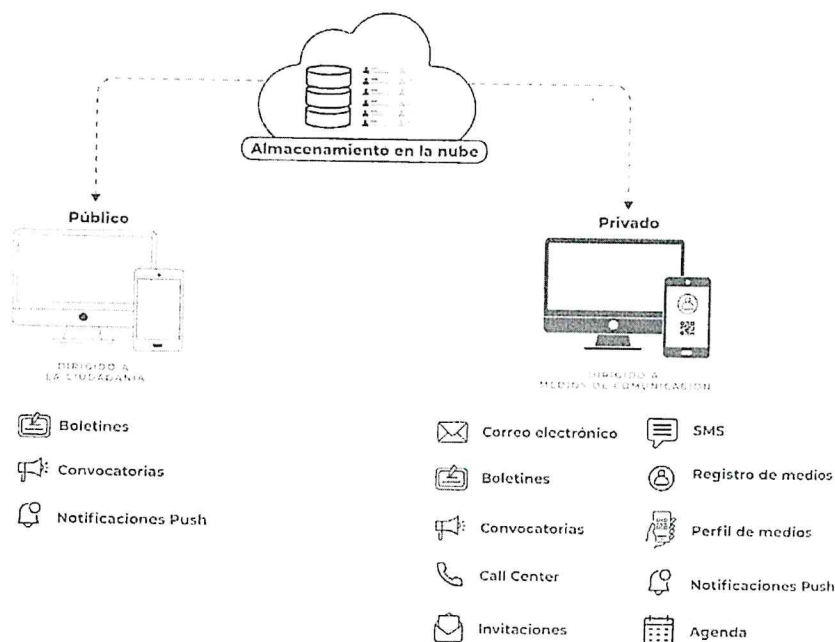 Almacenamiento en la nube
Público
Privado
DIRIGIDO A
LA CIUDADANÍA
DIRIGIDO A
MEDIOS DE COMUNICACIÓN
Boletines
Convocatorias
Notificaciones Push
Correo electrónico
Boletines
Convocatorias
Call Center
Invitaciones
SMS
Registro de medios
Perfil de medios
Notificaciones Push
Agenda